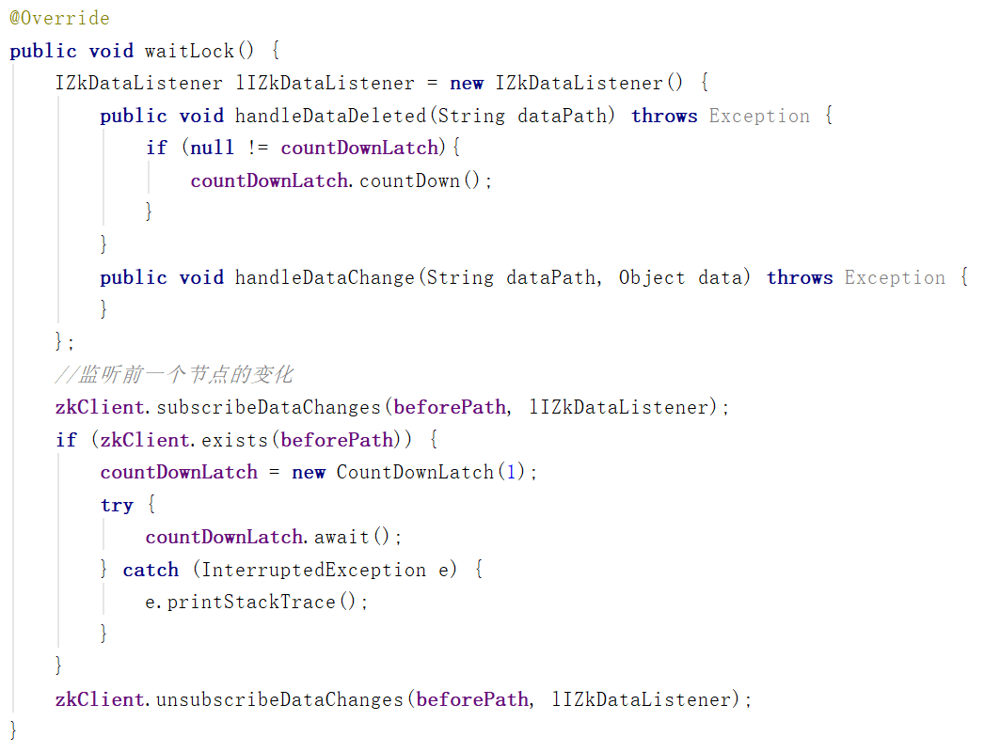 @Override
public void waitLock() {
    IZkDataListener lIZkDataListener = new IZkDataListener() {
        public void handleDataDeleted(String dataPath) throws Exception {
            if (null != countDownLatch){
                countDownLatch.countDown();
            }
        }
        public void handleDataChange(String dataPath, Object data) throws Exception {
        }
    };
    //监听前一个节点的变化
    zkClient.subscribeDataChanges(beforePath, lIZkDataListener);
    if (zkClient.exists(beforePath)) {
        countDownLatch = new CountDownLatch(1);
        try {
            countDownLatch.await();
        } catch (InterruptedException e) {
            e.printStackTrace();
        }
    }
    zkClient.unsubscribeDataChanges(beforePath, lIZkDataListener);
}